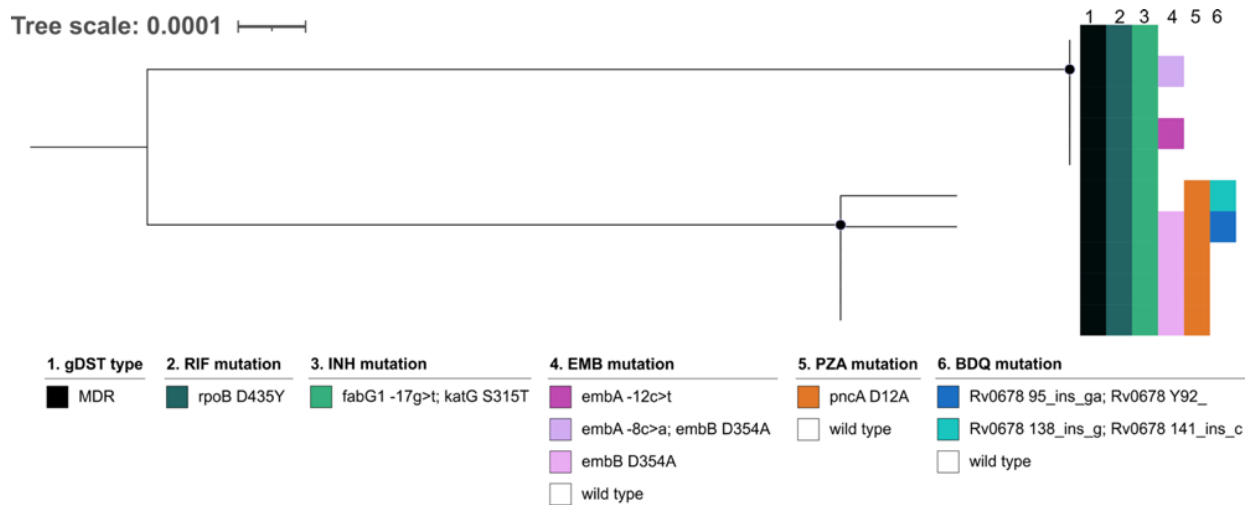 Tree scale: 0.0001
1 2 3 4 5 6
1. gDST type
MDR
2. RIF mutation
rpoB D435Y
3. INH mutation
fabG1 -17g>t; katG S315T
4. EMB mutation
embA -12c>t
embA -8c>a; embB D354A
embB D354A
wild type
5. PZA mutation
pncA D12A
wild type
6. BDQ mutation
Rv0678 95_ins_ga; Rv0678 Y92_
Rv0678 138_ins_g; Rv0678 141_ins_c
wild type